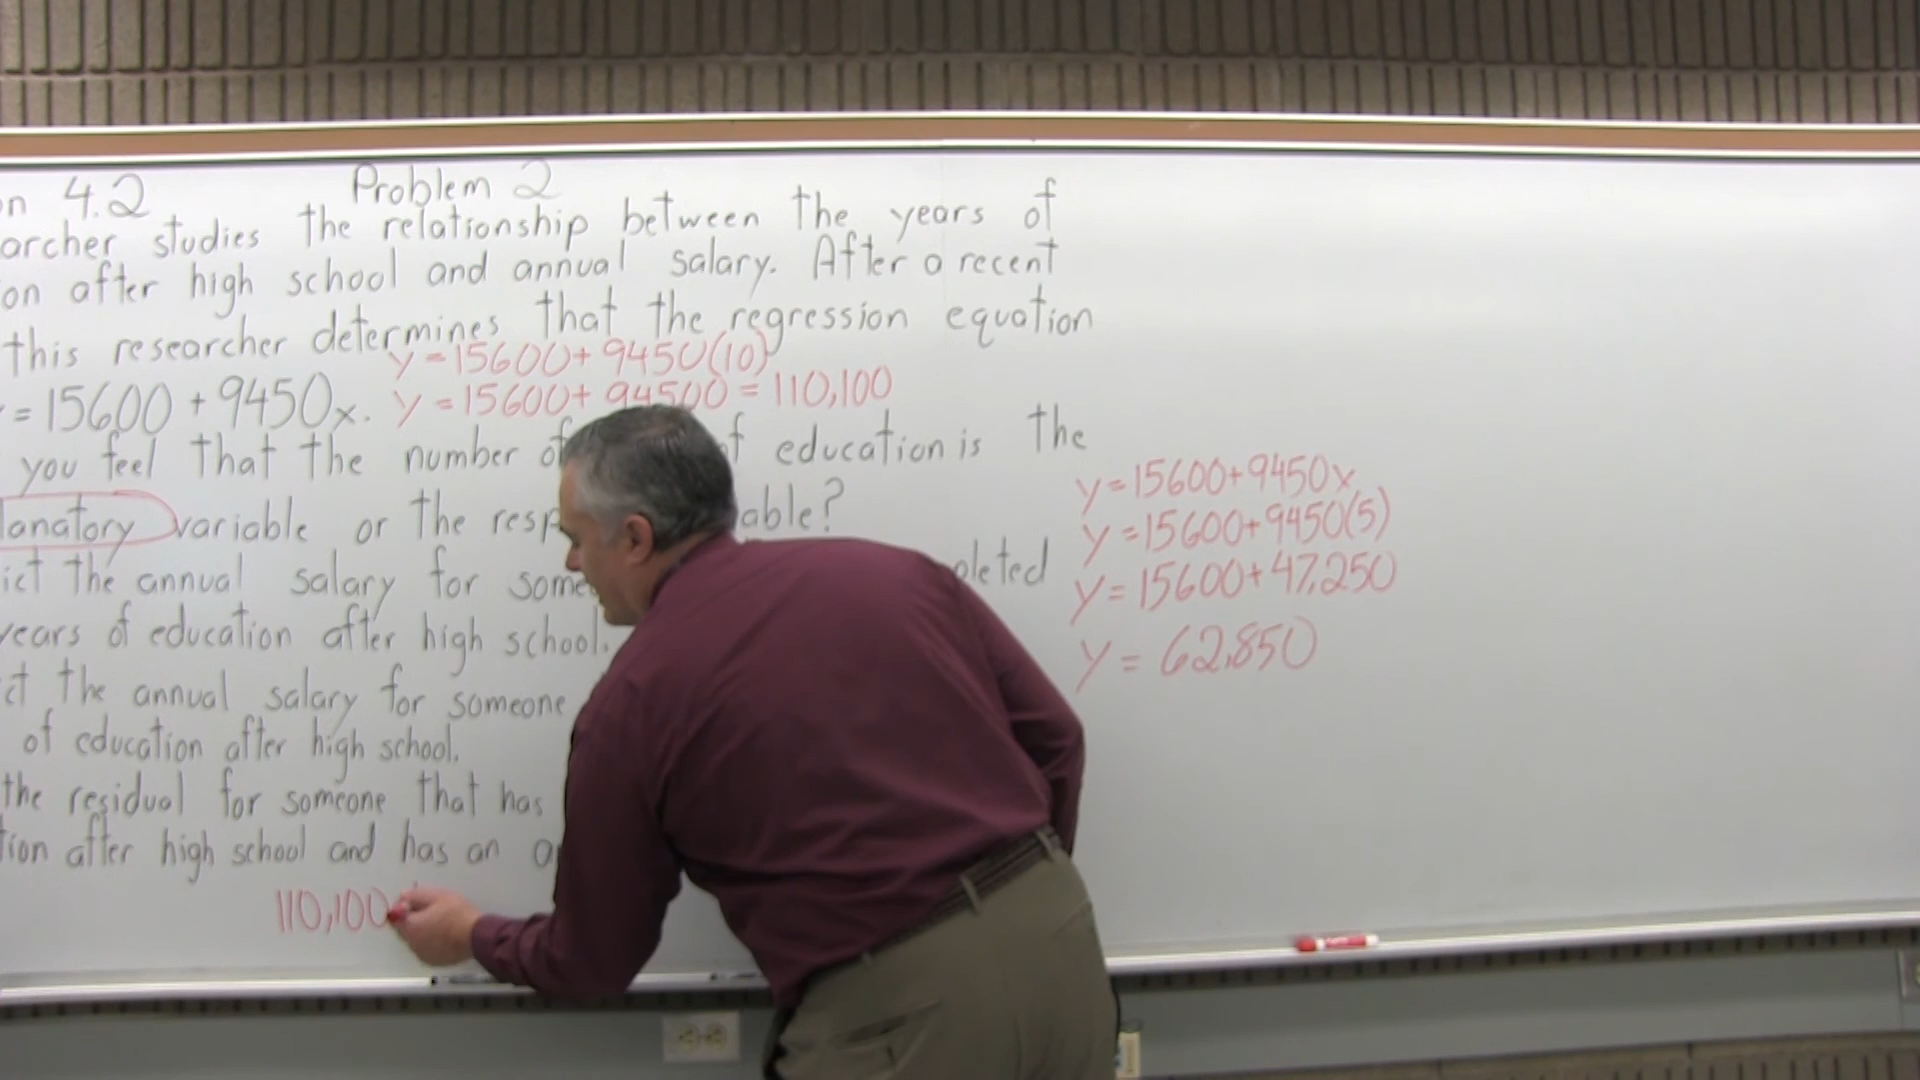 n 4.2 Problem 2
archer studies the relationship between the years of
on after high school and annual salary. After a recent
this researcher determines that the regression equation
y = 15600 + 9450(10)
= 15600 + 9450x. y = 15600 + 94500 = 110,100
you feel that the number of education is the
lanatory variable or the resp able?
ict the annual salary for some pleted
years of education after high school.
ct the annual salary for someone
of education after high school.
the residual for someone that has
tion after high school and has an
110,100
y = 15600 + 9450x
y = 15600 + 9450(5)
y = 15600 + 47,250
y = 62,850